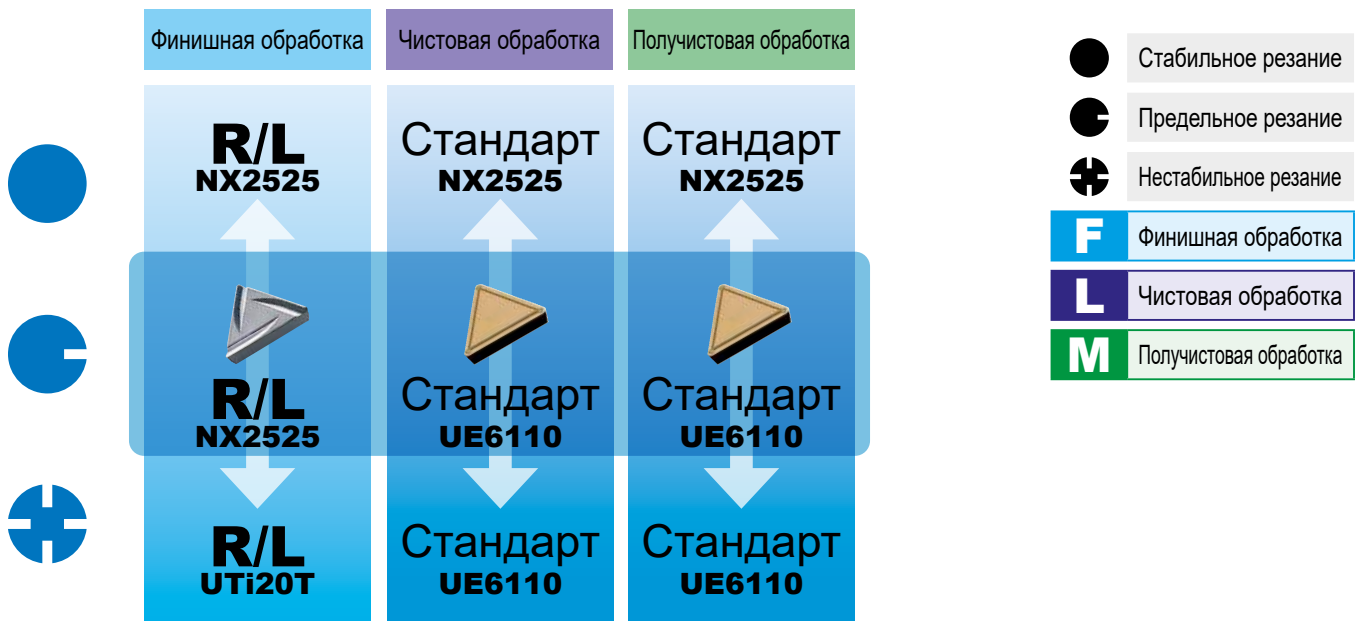 Финишная обработка
Чистовая обработка
Получистовая обработка
R/L
NX2525
Стандарт
NX2525
Стандарт
NX2525
R/L
NX2525
Стандарт
UE6110
Стандарт
UE6110
R/L
UTi20T
Стандарт
UE6110
Стандарт
UE6110
Стабильное резание
Предельное резание
Нестабильное резание
F Финишная обработка
L Чистовая обработка
M Получистовая обработка